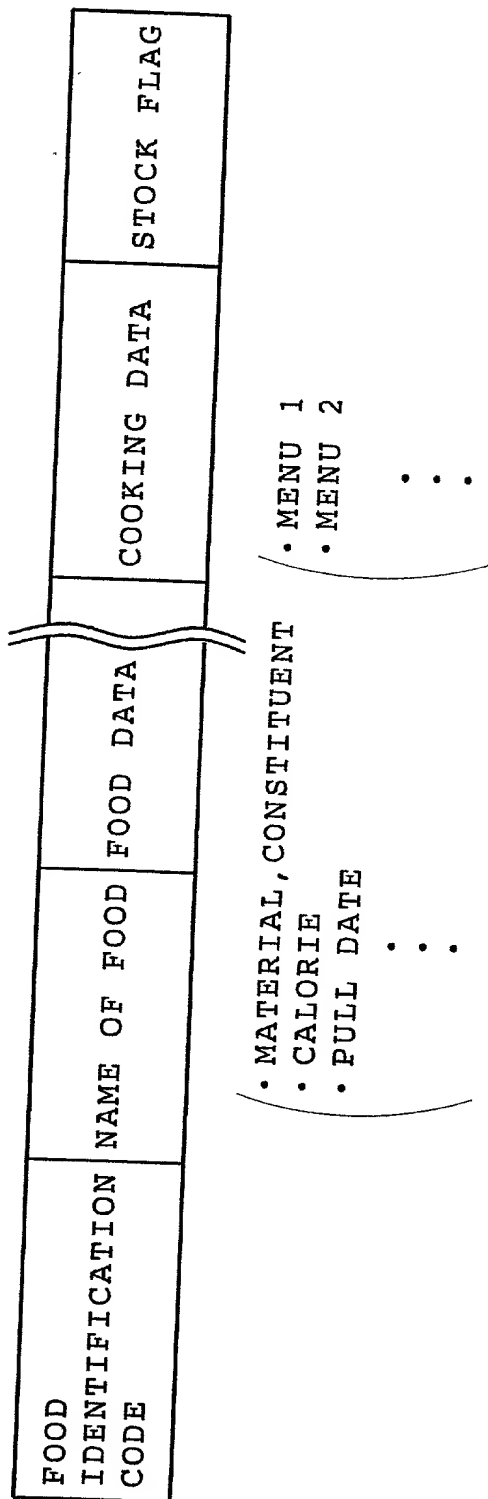 FOOD
IDENTIFICATION
CODE
NAME OF FOOD
FOOD DATA
COOKING DATA
STOCK FLAG
• MATERIAL, CONSTITUENT
• CALORIE
• PULL DATE
• MENU 1
• MENU 2